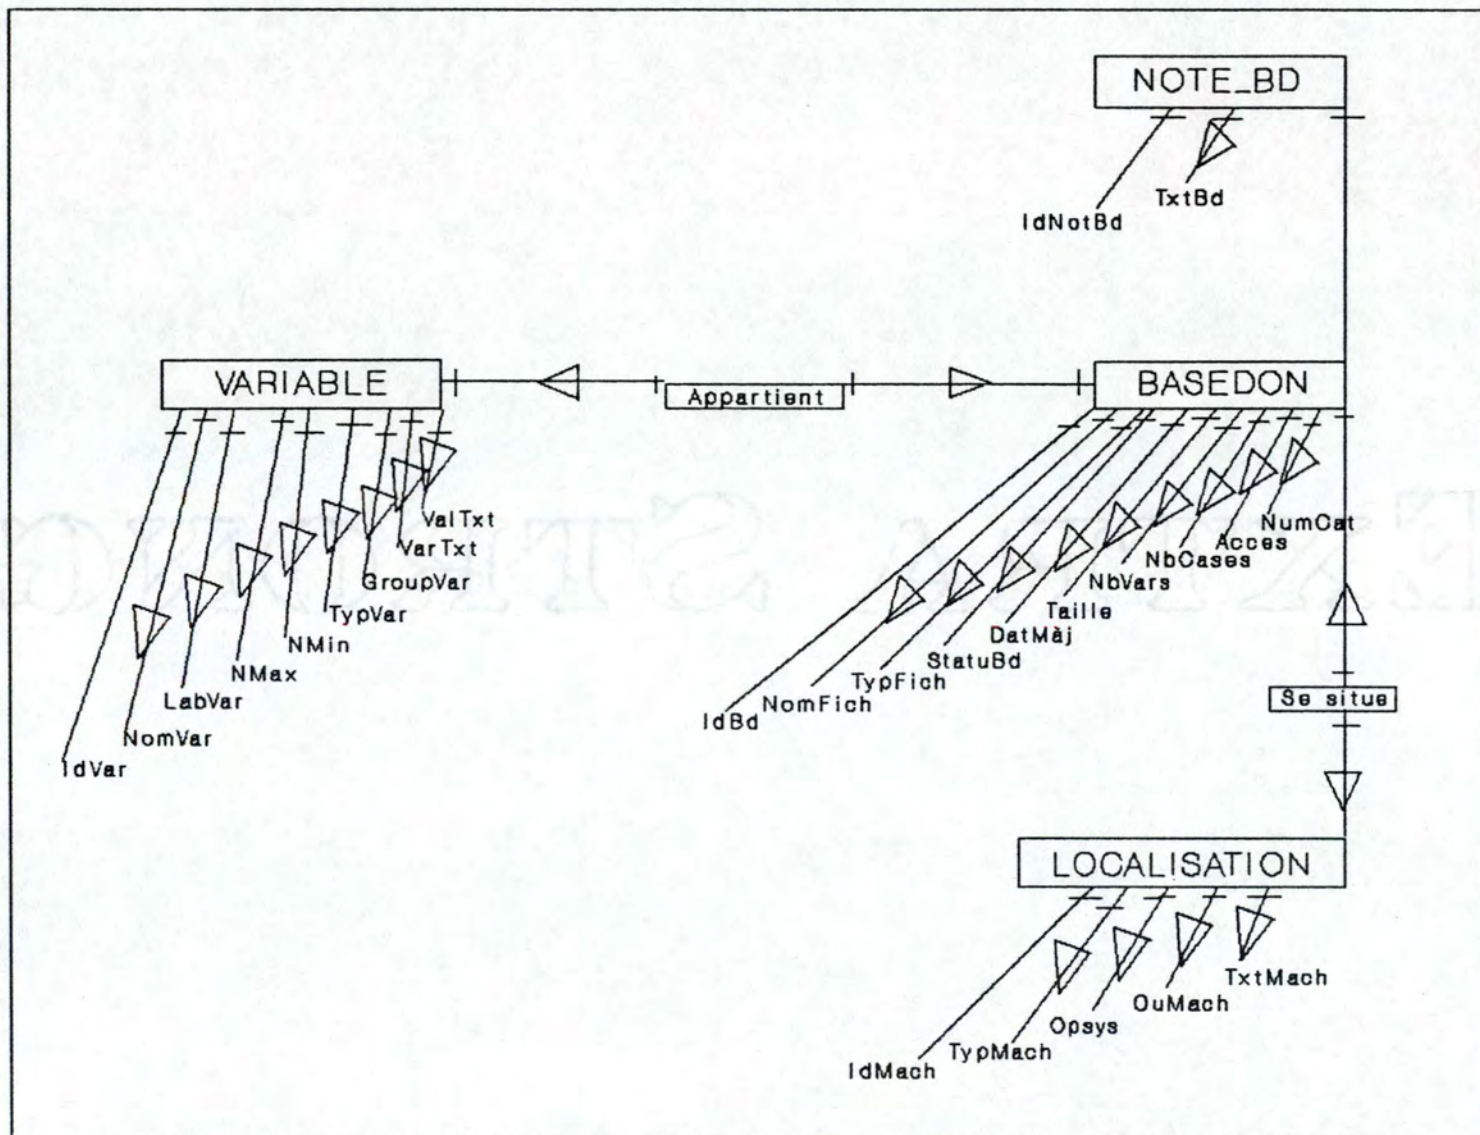 NOTE_BD
TxtBd
IdNotBd
VARIABLE
Appartient
BASEDON
ValTxt
VarTxt
GroupVar
TypVar
NMin
NMax
LabVar
NomVar
IdVar
NumCat
Acces
NbCases
NbVars
Taille
DatMàj
StatuBd
TypFich
NomFich
IdBd
Se situe
LOCALISATION
TxtMach
OuMach
Opsys
TypMach
IdMach